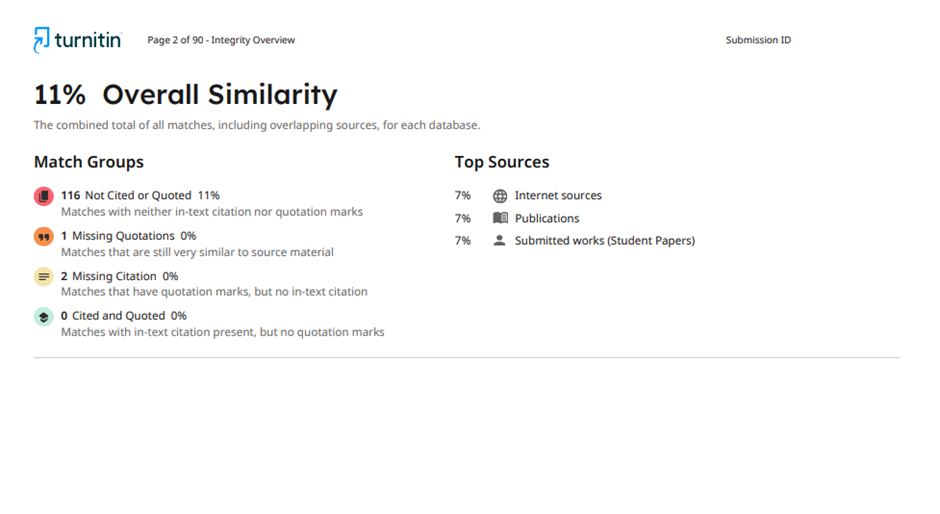 turnitin Page 2 of 90 - Integrity Overview Submission ID
11% Overall Similarity
The combined total of all matches, including overlapping sources, for each database.
Match Groups
116 Not Cited or Quoted 11%
Matches with neither in-text citation nor quotation marks
1 Missing Quotations 0%
Matches that are still very similar to source material
2 Missing Citation 0%
Matches that have quotation marks, but no in-text citation
0 Cited and Quoted 0%
Matches with in-text citation present, but no quotation marks
Top Sources
7% Internet sources
7% Publications
7% Submitted works (Student Papers)